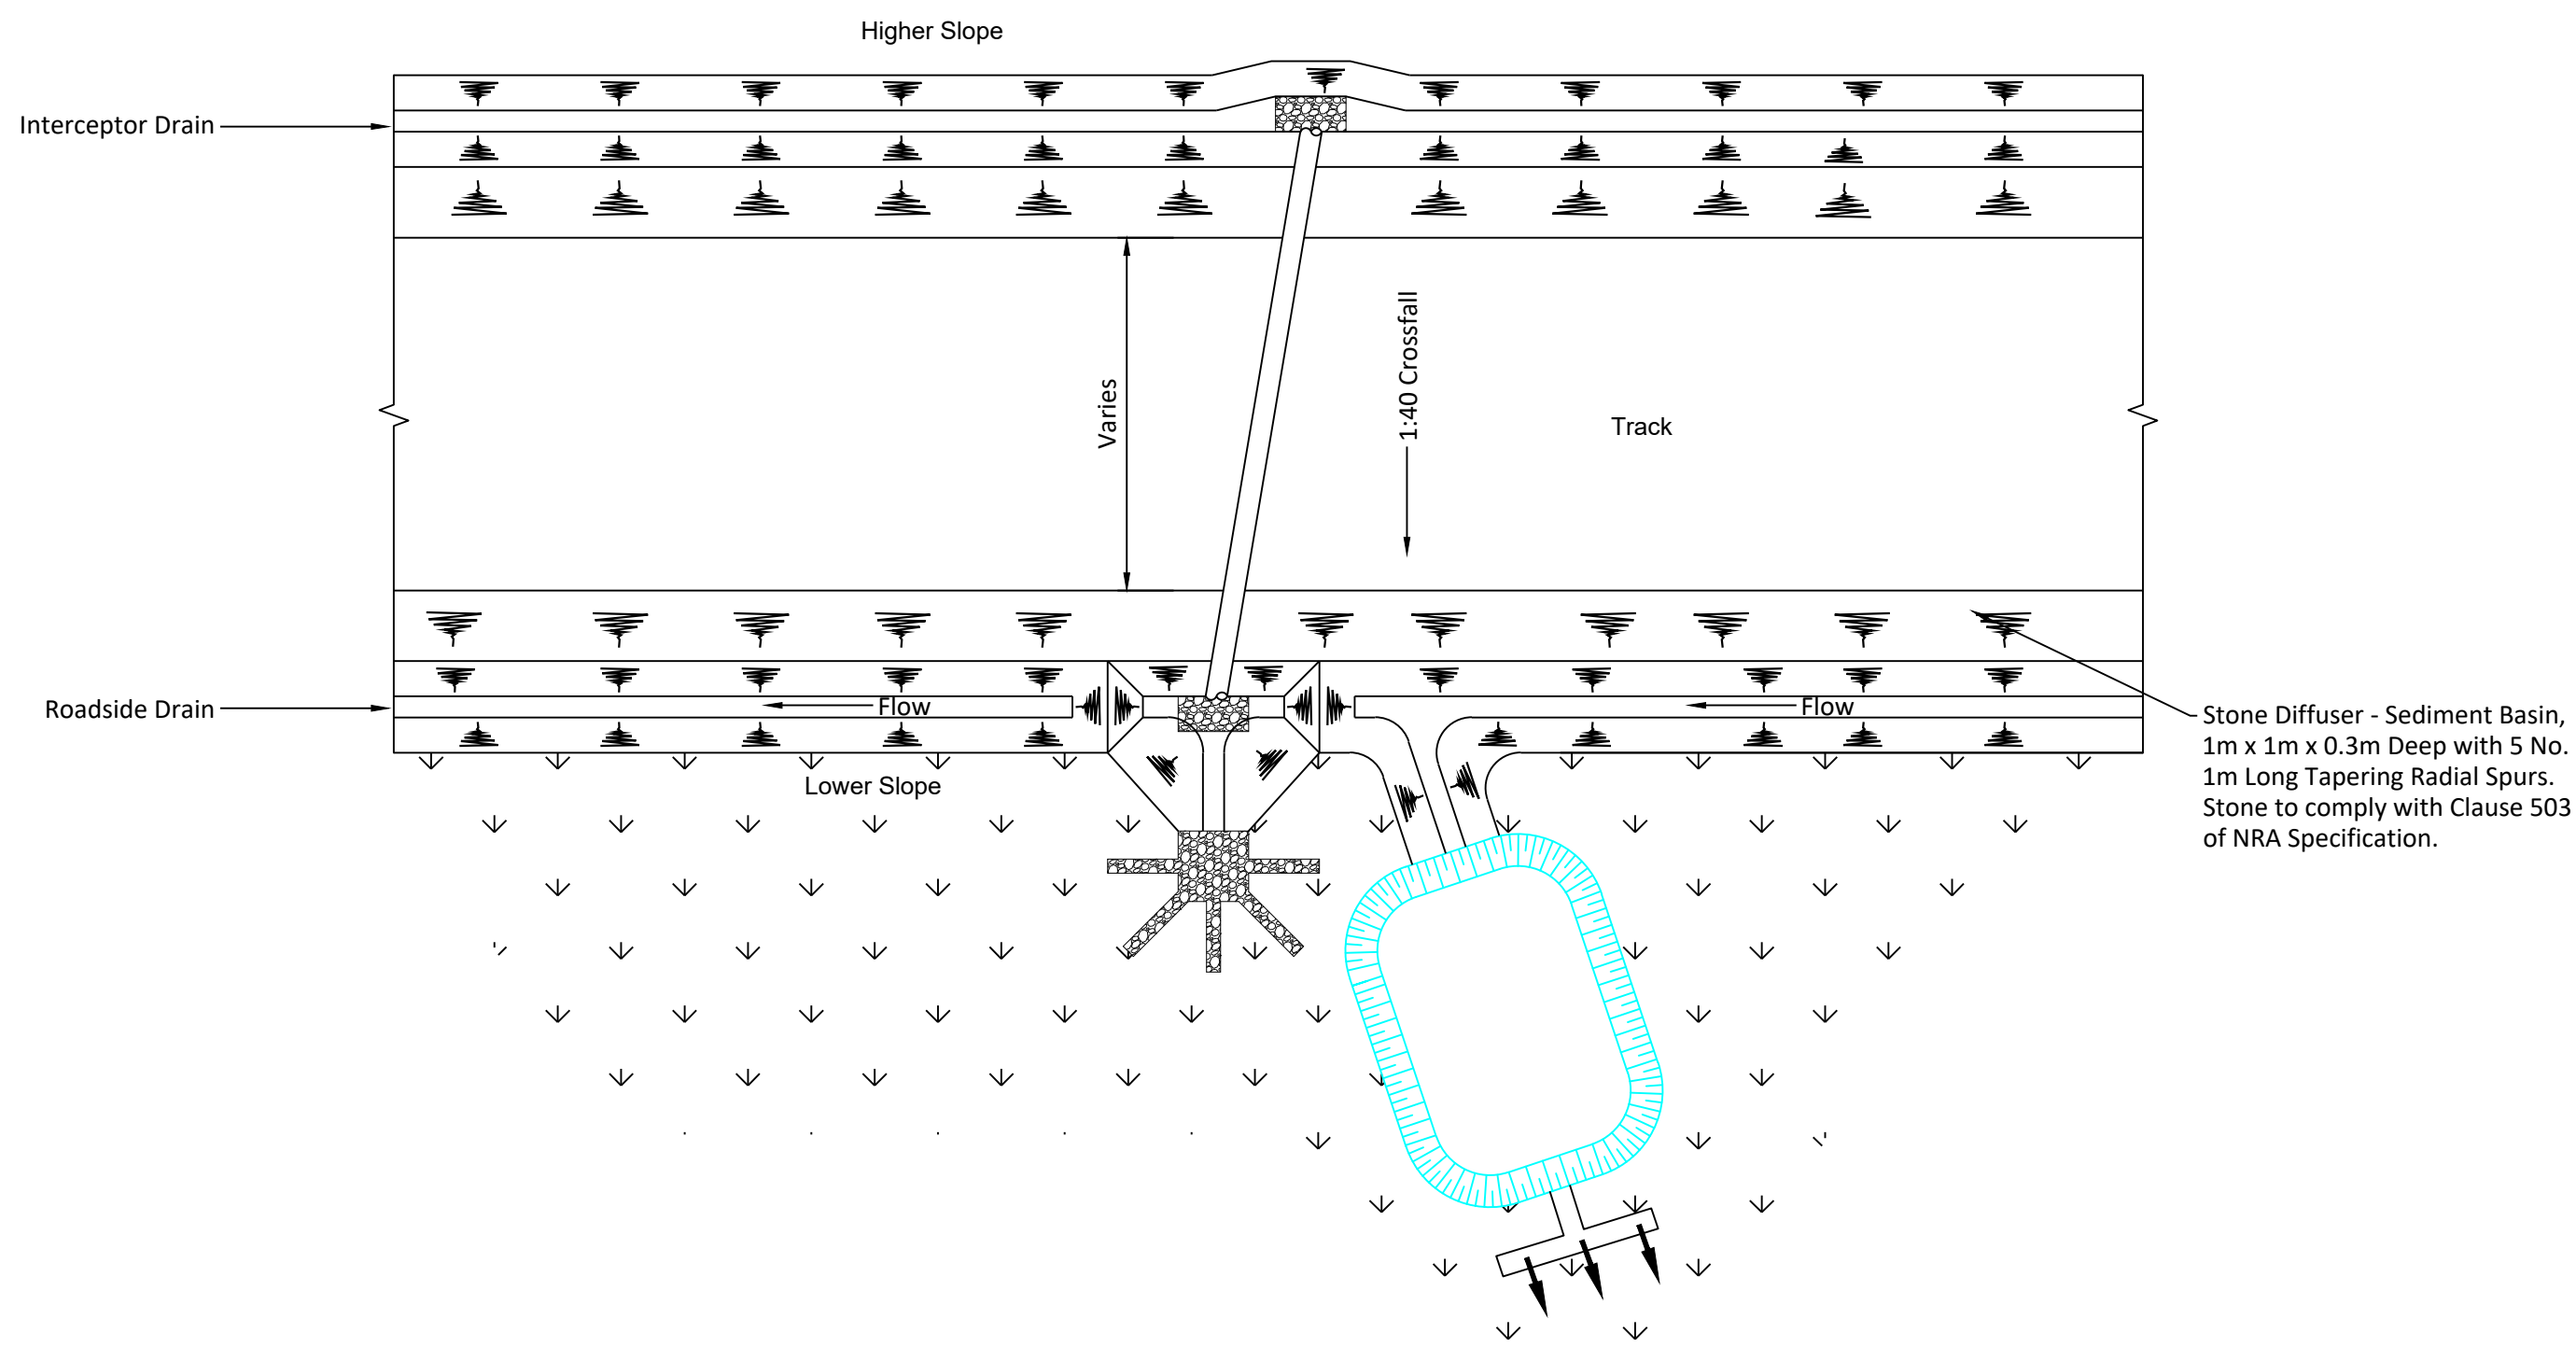 Higher Slope
Interceptor Drain
Varies
1:40 Crossfall
Track
Roadside Drain
Flow
Flow
Lower Slope
Stone Diffuser - Sediment Basin,
1m x 1m x 0.3m Deep with 5 No.
1m Long Tapering Radial Spurs.
Stone to comply with Clause 503
of NRA Specification.